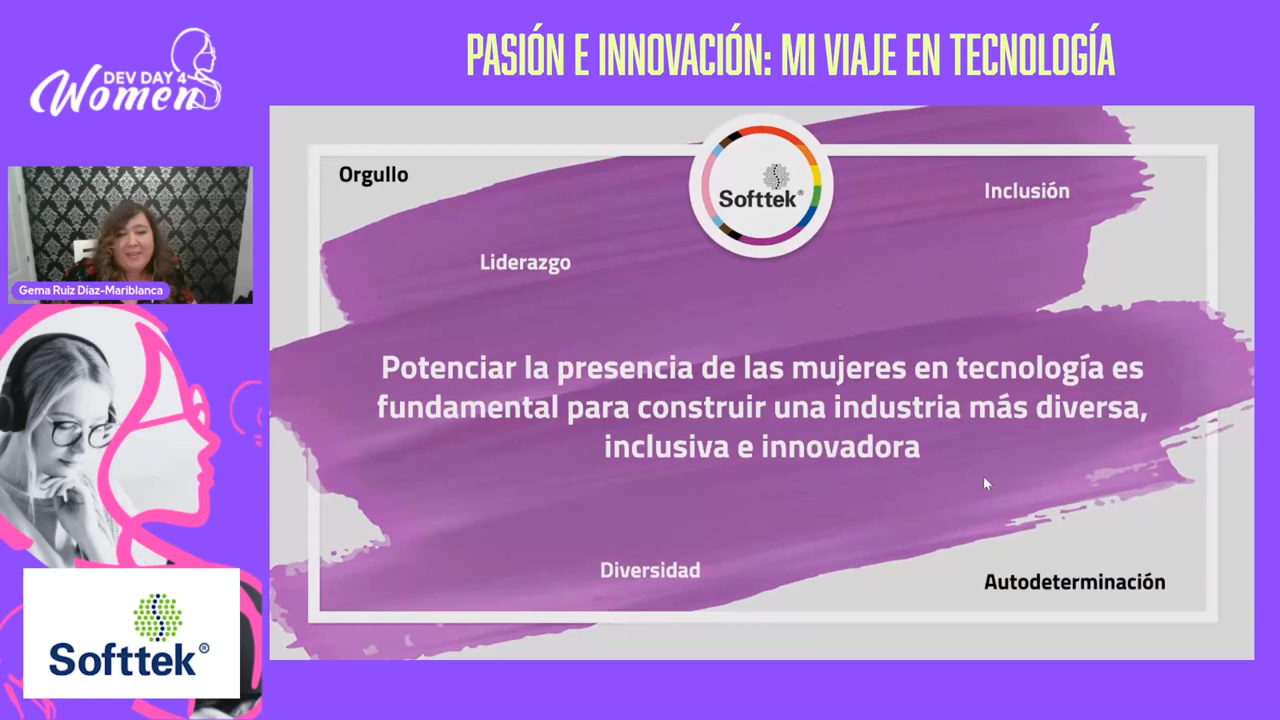 PASIÓN E INNOVACIÓN: MI VIAJE EN TECNOLOGÍA
DEV DAY 4
Women
Gema Ruiz Díaz-Mariblanca
Softtek®
Orgullo
Softtek®
Inclusión
Liderazgo
Potenciar la presencia de las mujeres en tecnología es
fundamental para construir una industria más diversa,
inclusiva e innovadora
Diversidad
Autodeterminación